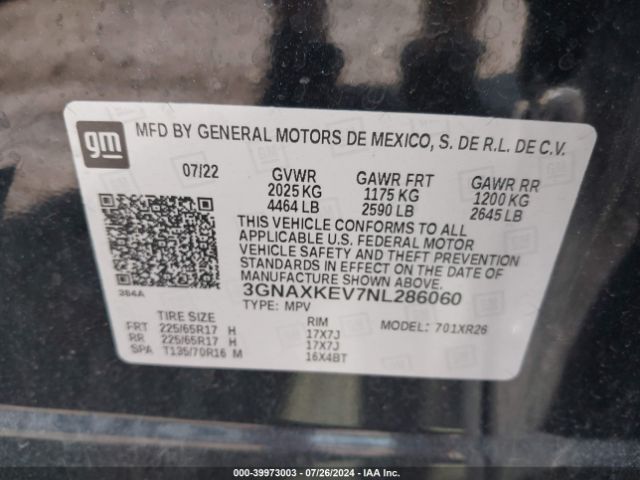 gm
MFD BY GENERAL MOTORS DE MEXICO, S. DE R.L. DE C.V.
07/22 GVWR GAWR FRT GAWR RR
2025 KG 1175 KG 1200 KG
4464 LB 2590 LB 2645 LB
THIS VEHICLE CONFORMS TO ALL
APPLICABLE U.S. FEDERAL MOTOR
VEHICLE SAFETY AND THEFT PREVENTION
STANDARDS IN EFFECT ON THE DATE OF
MANUFACTURE SHOWN ABOVE.
384A 3GNAXKEV7NL286060
TYPE: MPV
TIRE SIZE RIM MODEL: 701XR26
FRT 225/65R17 H 17X7J
RR 225/65R17 H 17X7J
SPA T135/70R16 M 16X4BT
000-39973003 - 07/26/2024 - IAA Inc.